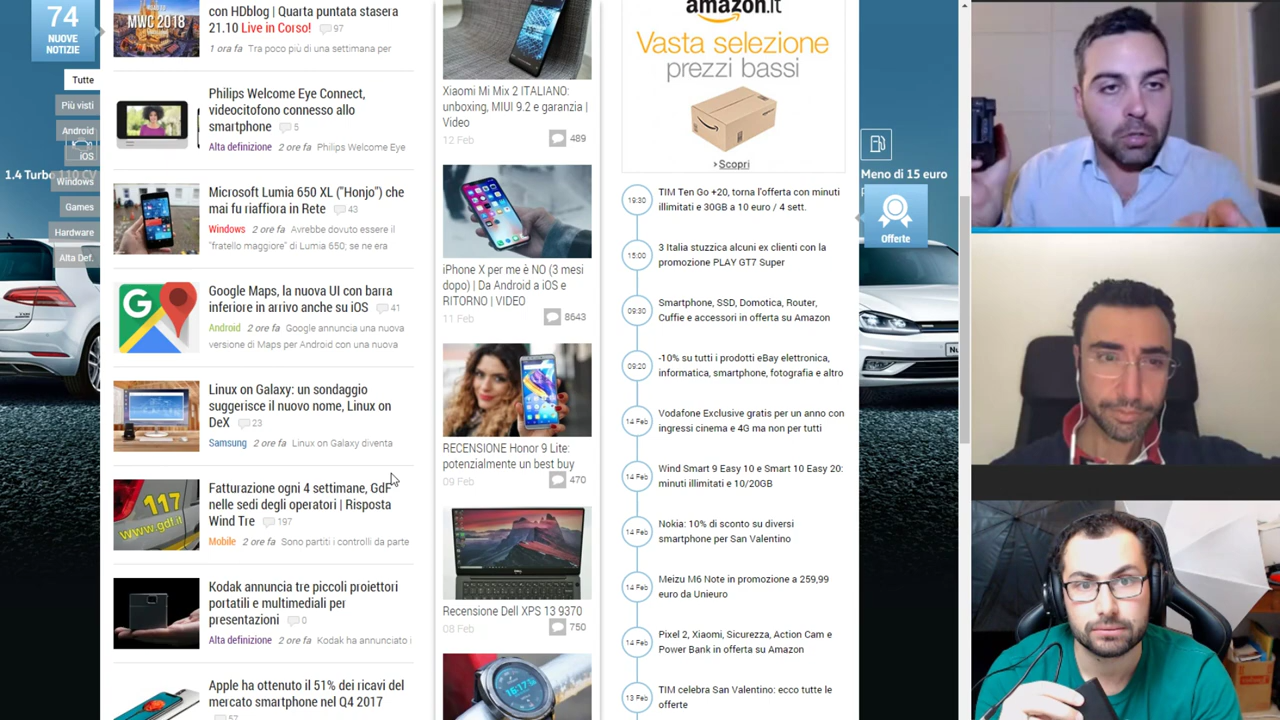 74
NUOVE
NOTIZIE
Tutte
Più visti
Android
iOS
Windows
Games
Hardware
Alta Def.
1.4 Turbo 110 CV
MWC 2018
con HDblog | Quarta puntata stasera
21.10 Live in Corso! 97
1 ora fa Tra poco più di una settimana per
Philips Welcome Eye Connect,
videocitofono connesso allo
smartphone 5
Alta definizione 2 ore fa Philips Welcome Eye
Microsoft Lumia 650 XL ("Honjo") che
mai fu riaffiora in Rete 43
Windows 2 ore fa Avrebbe dovuto essere il
"fratello maggiore" di Lumia 650; se ne era
Google Maps, la nuova UI con barra
inferiore in arrivo anche su iOS 41
Android 2 ore fa Google annuncia una nuova
versione di Maps per Android con una nuova
Linux on Galaxy: un sondaggio
suggerisce il nuovo nome, Linux on
DeX 23
Samsung 2 ore fa Linux on Galaxy diventa
117
www.gdf.it
Fatturazione ogni 4 settimane, GdF
nelle sedi degli operatori | Risposta
Wind Tre 197
Mobile 2 ore fa Sono partiti i controlli da parte
Kodak annuncia tre piccoli proiettori
portatili e multimediali per
presentazioni 0
Alta definizione 2 ore fa Kodak ha annunciato i
Apple ha ottenuto il 51% dei ricavi del
mercato smartphone nel Q4 2017
57
Xiaomi Mi Mix 2 ITALIANO:
unboxing, MIUI 9.2 e garanzia |
Video
12 Feb 489
iPhone X per me è NO (3 mesi
dopo) | Da Android a iOS e
RITORNO | VIDEO
11 Feb 8643
RECENSIONE Honor 9 Lite:
potenzialmente un best buy
09 Feb 470
Recensione Dell XPS 13 9370
08 Feb 750
amazon.it
Vasta selezione
prezzi bassi
Scopri
19:30 TIM Ten Go +20, torna l'offerta con minuti
illimitati e 30GB a 10 euro / 4 sett.
15:00 3 Italia stuzzica alcuni ex clienti con la
promozione PLAY GT7 Super
09:30 Smartphone, SSD, Domotica, Router,
Cuffie e accessori in offerta su Amazon
09:20 -10% su tutti i prodotti eBay elettronica,
informatica, smartphone, fotografia e altro
14 Feb Vodafone Exclusive gratis per un anno con
ingressi cinema e 4G ma non per tutti
14 Feb Wind Smart 9 Easy 10 e Smart 10 Easy 20:
minuti illimitati e 10/20GB
14 Feb Nokia: 10% di sconto su diversi
smartphone per San Valentino
14 Feb Meizu M6 Note in promozione a 259,99
euro da Unieuro
14 Feb Pixel 2, Xiaomi, Sicurezza, Action Cam e
Power Bank in offerta su Amazon
13 Feb TIM celebra San Valentino: ecco tutte le
offerte
Meno di 15 euro
Offerte